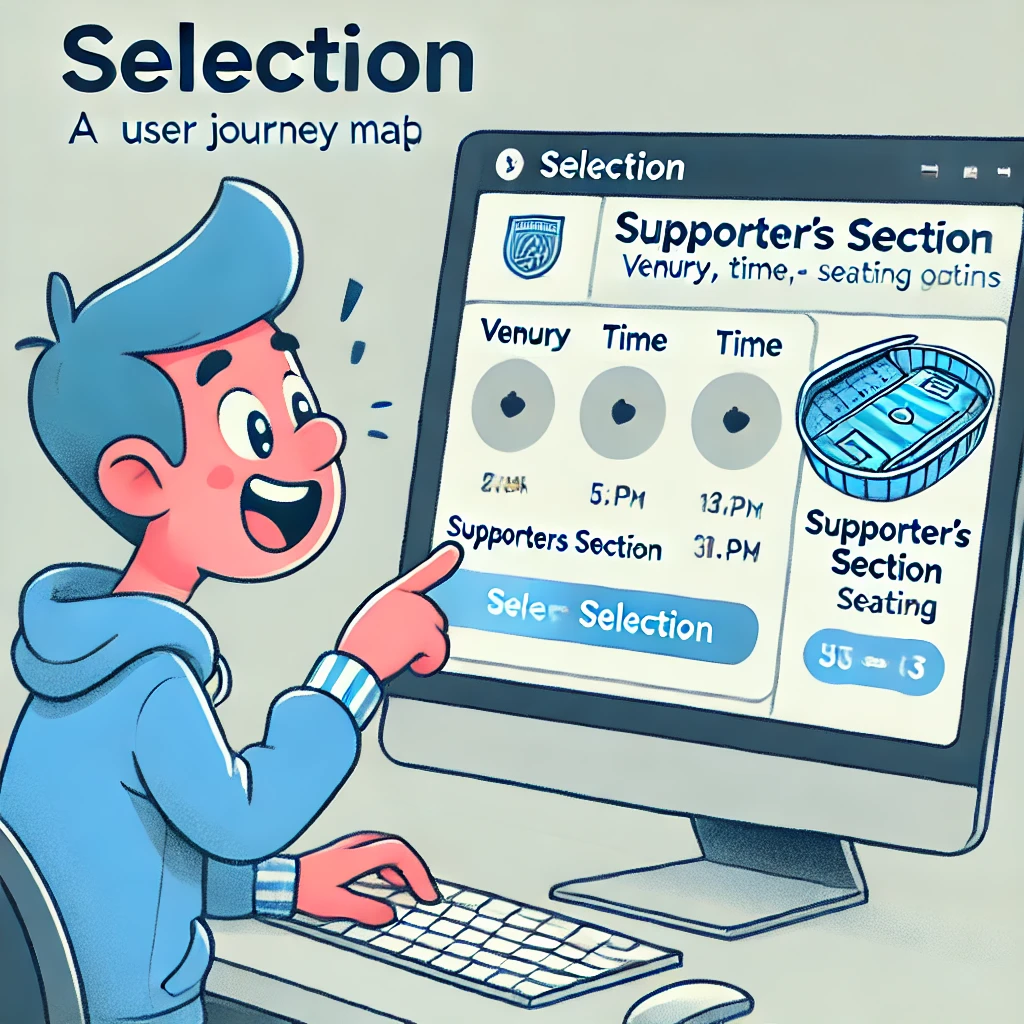 Selection
A user journey map
Selection
Supporter's Section
Venury, time,- seating gotins
Venury Time Time
5:PM 13.PM
Supporters Section 31.PM
Selection
Supporter's
Section
Seating